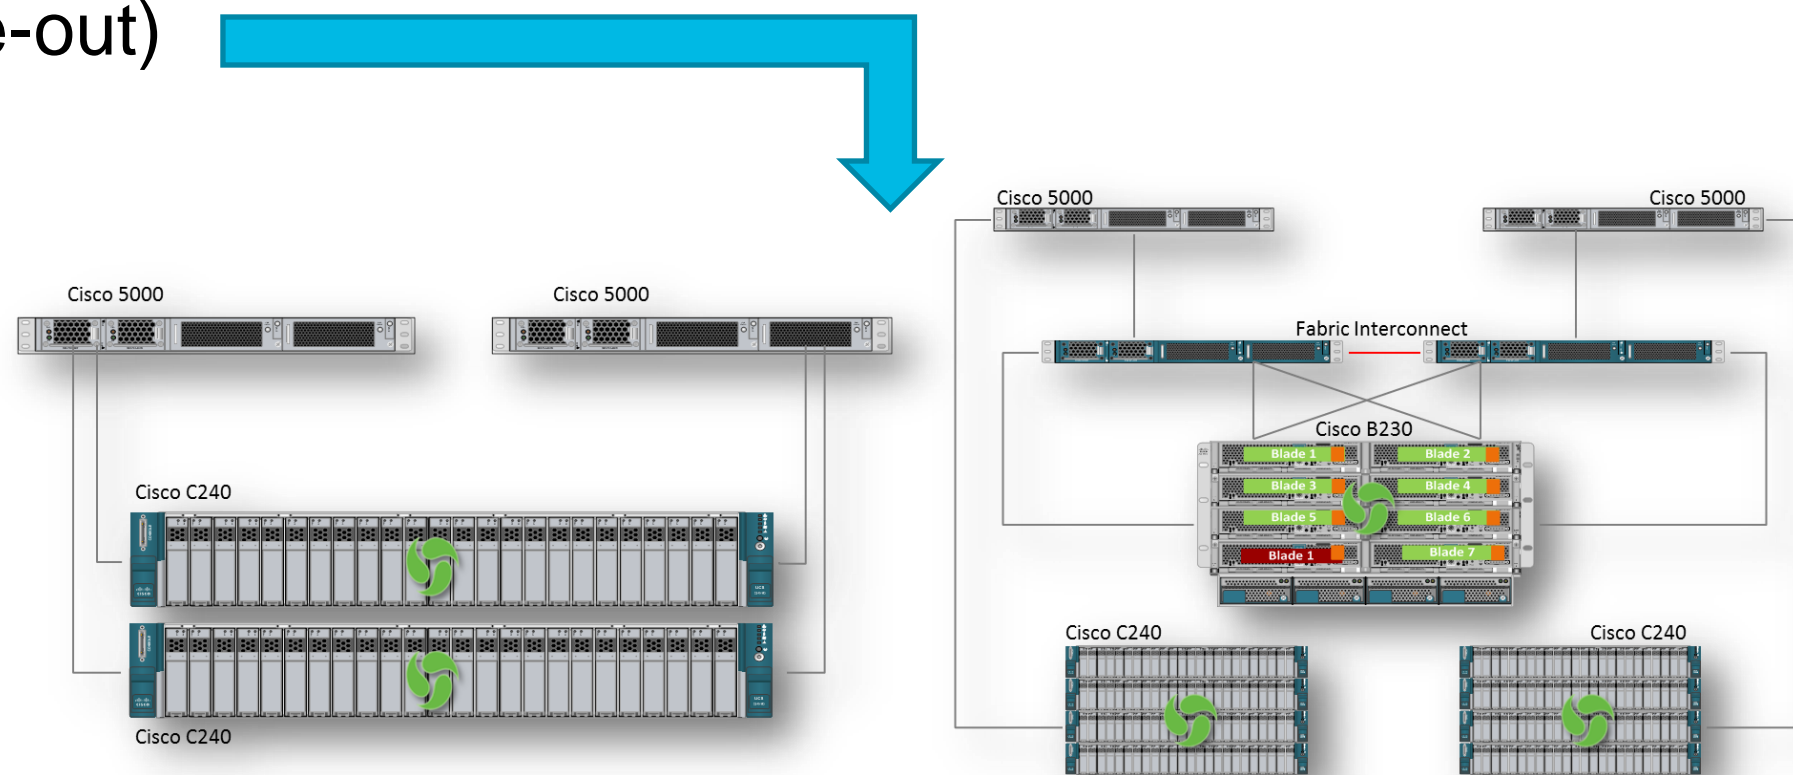 e-out)
Cisco 5000
Cisco 5000
Cisco C240
Cisco C240
Cisco 5000
Cisco 5000
Fabric Interconnect
Cisco B230
Blade 1
Blade 2
Blade 3
Blade 4
Blade 5
Blade 6
Blade 1
Blade 7
Cisco C240
Cisco C240